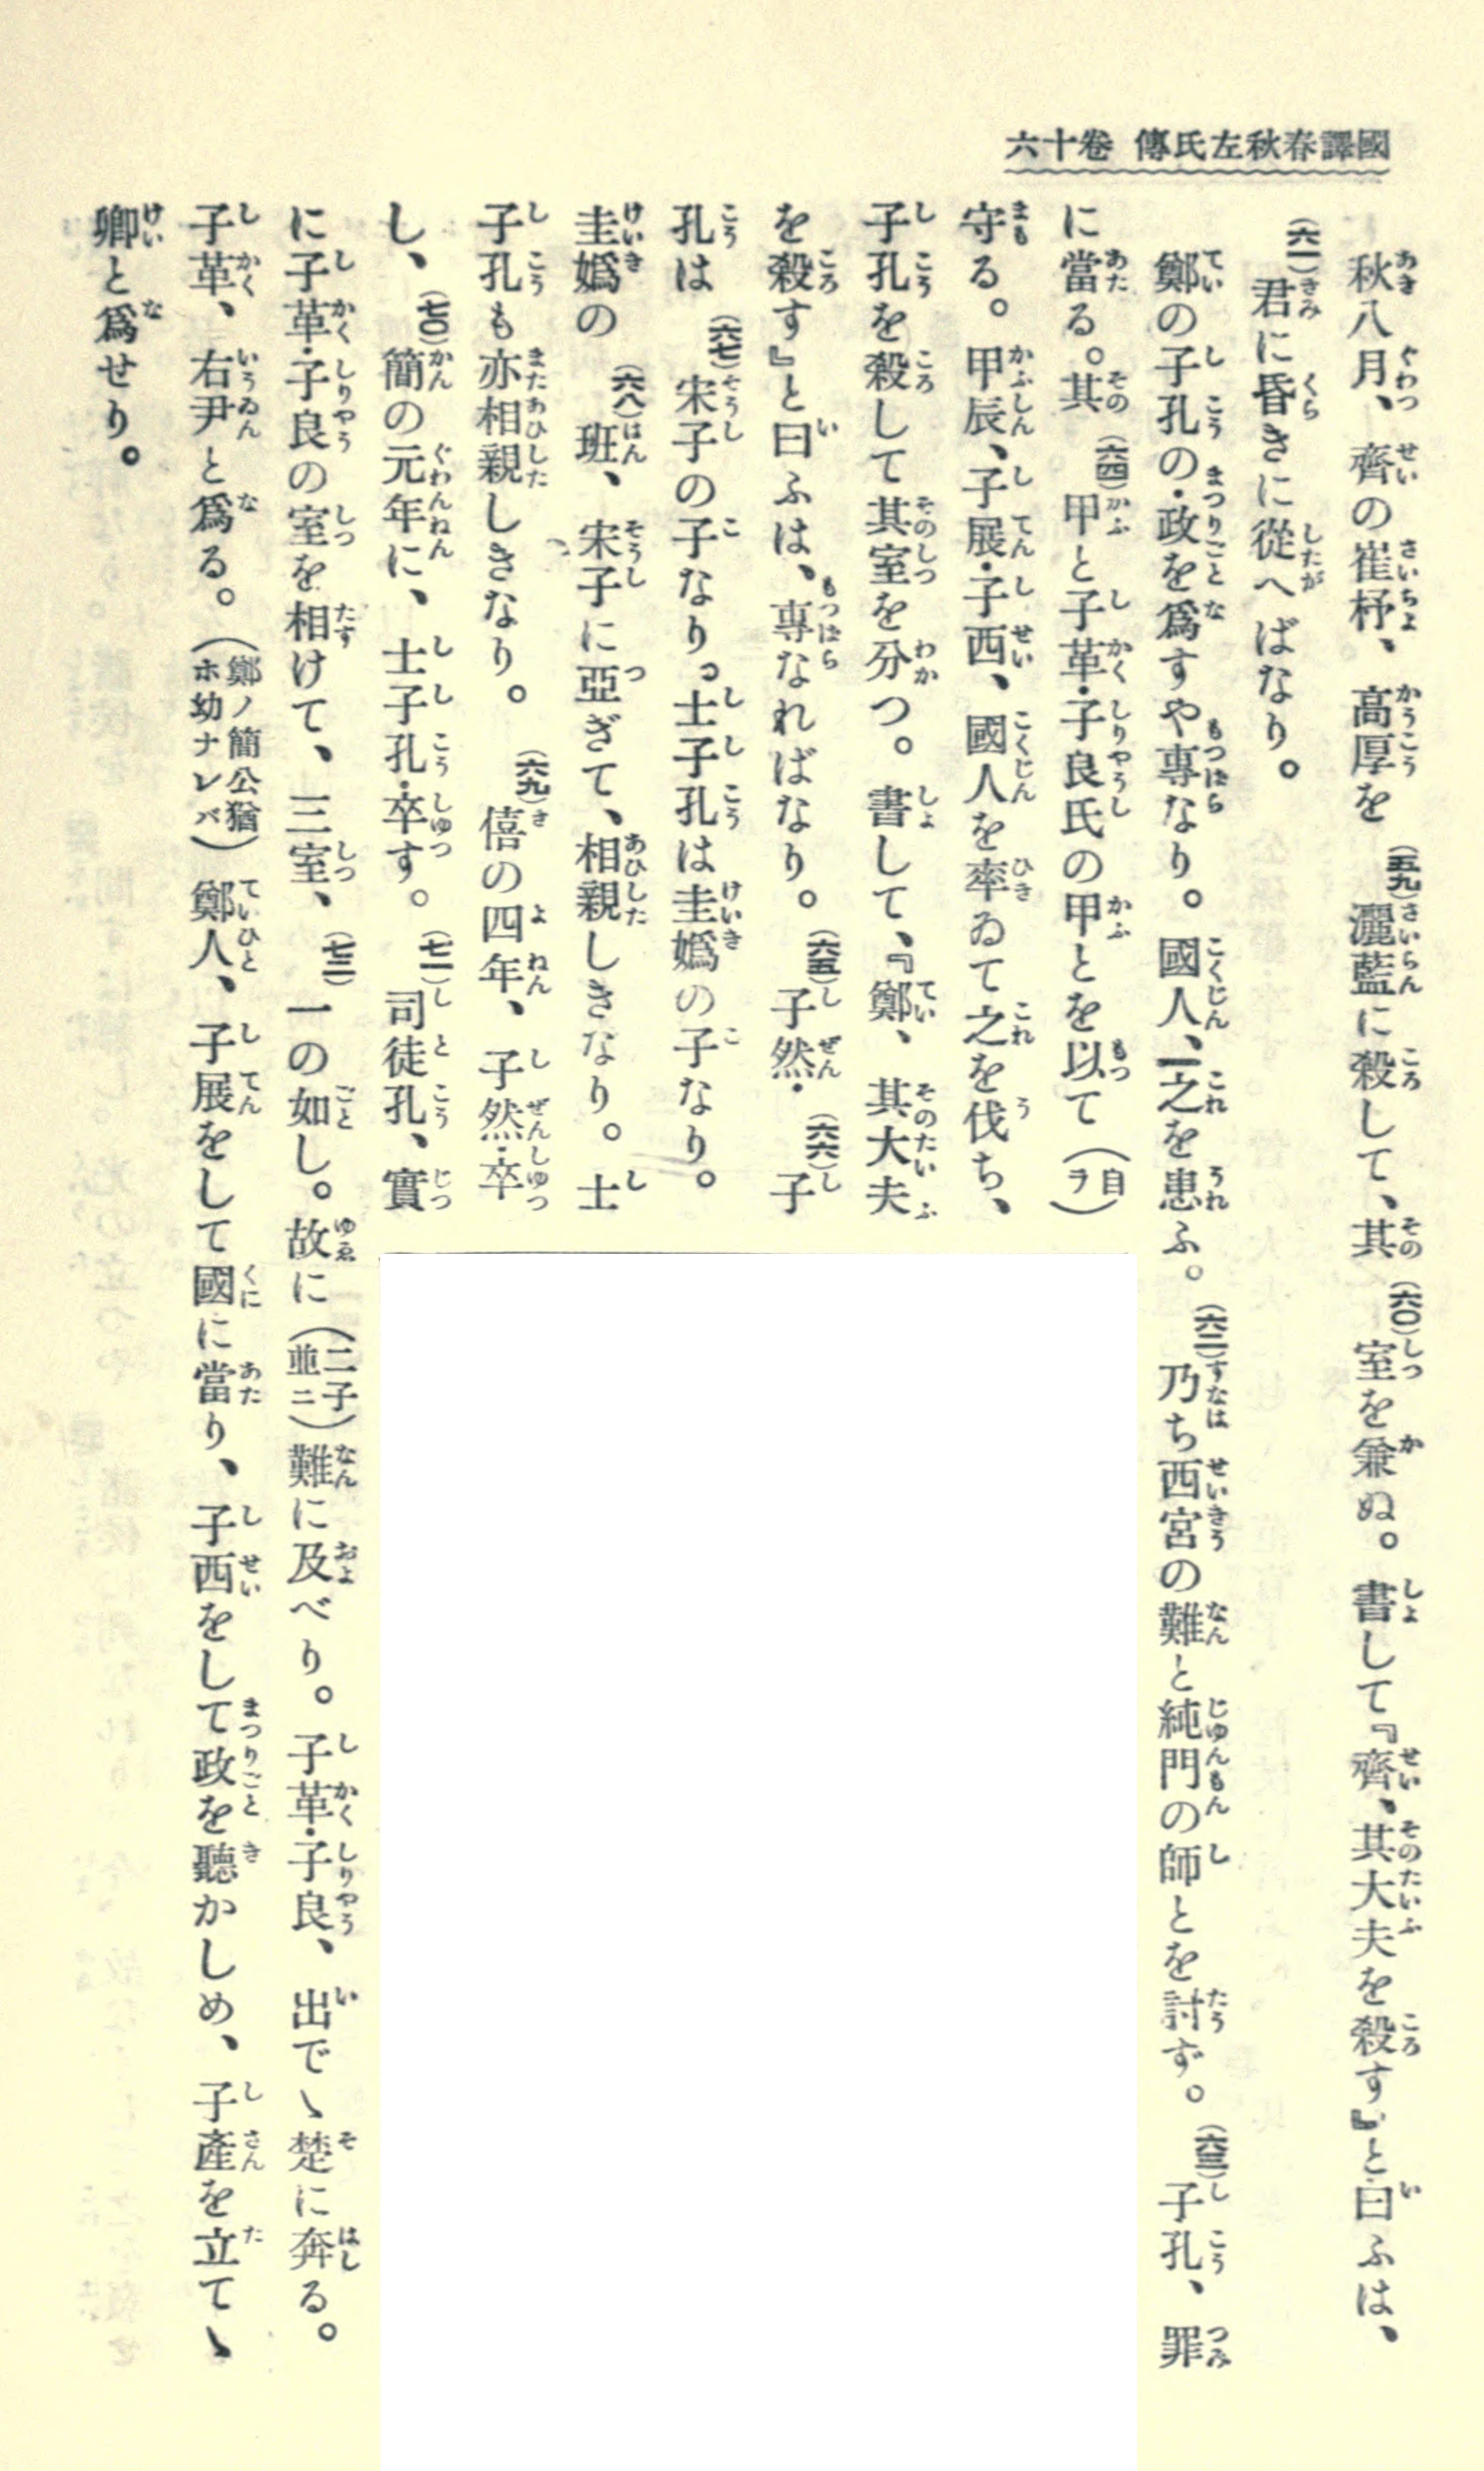 國譯春秋左氏傳 卷十六
秋八月、齊の崔杼、高厚を（五九）灑藍に殺して、其（六〇）室を兼ぬ。書して『齊、其大夫を殺す』と曰ふは、
（六一）君に昏きに從へばなり。
鄭の子孔の・政を爲すや專なり。國人、之を患ふ。（六二）乃ち西宮の難と純門の師とを討ず。（六三）子孔、罪
に當る。其（六四）甲と子革・子良氏の甲とを以て（自ヲ）
守る。甲辰、子展・子西、國人を率ゐて之を伐ち、
子孔を殺して其室を分つ。書して、『鄭、其大夫
を殺す』と曰ふは、專なればなり。（六五）子然・（六六）子
孔は（六七）宋子の子なり。士子孔は圭嬀の子なり。
圭嬀の（六八）班、宋子に亞ぎて、相親しきなり。士
子孔も亦相親しきなり。（六九）僖の四年、子然・卒
し、（七〇）簡の元年に、士子孔・卒す。（七一）司徒孔、實
に子革・子良の室を相けて、三室、（七二）一の如し。故に（二子並ニ）難に及べり。子革・子良、出でゝ楚に奔る。
子革、右尹と爲る。（鄭ノ簡公猶ホ幼ナレバ）鄭人、子展をして國に當り、子西をして政を聽かしめ、子產を立てゝ
卿と爲せり。